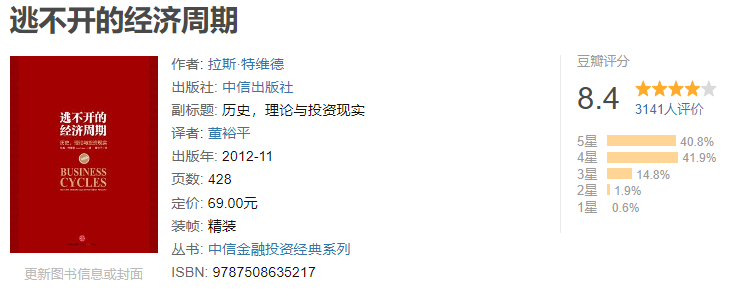 逃不开的经济周期
逃不开的
经济周期
历史，理论与投资现实
BUSINESS
CYCLES
更新图书信息或封面
作者: 拉斯·特维德
出版社: 中信出版社
副标题: 历史，理论与投资现实
译者: 董裕平
出版年: 2012-11
页数: 428
定价: 69.00元
装帧: 精装
丛书: 中信金融投资经典系列
ISBN: 9787508635217
豆瓣评分
8.4
3141人评价
5星 40.8%
4星 41.9%
3星 14.8%
2星 1.9%
1星 0.6%